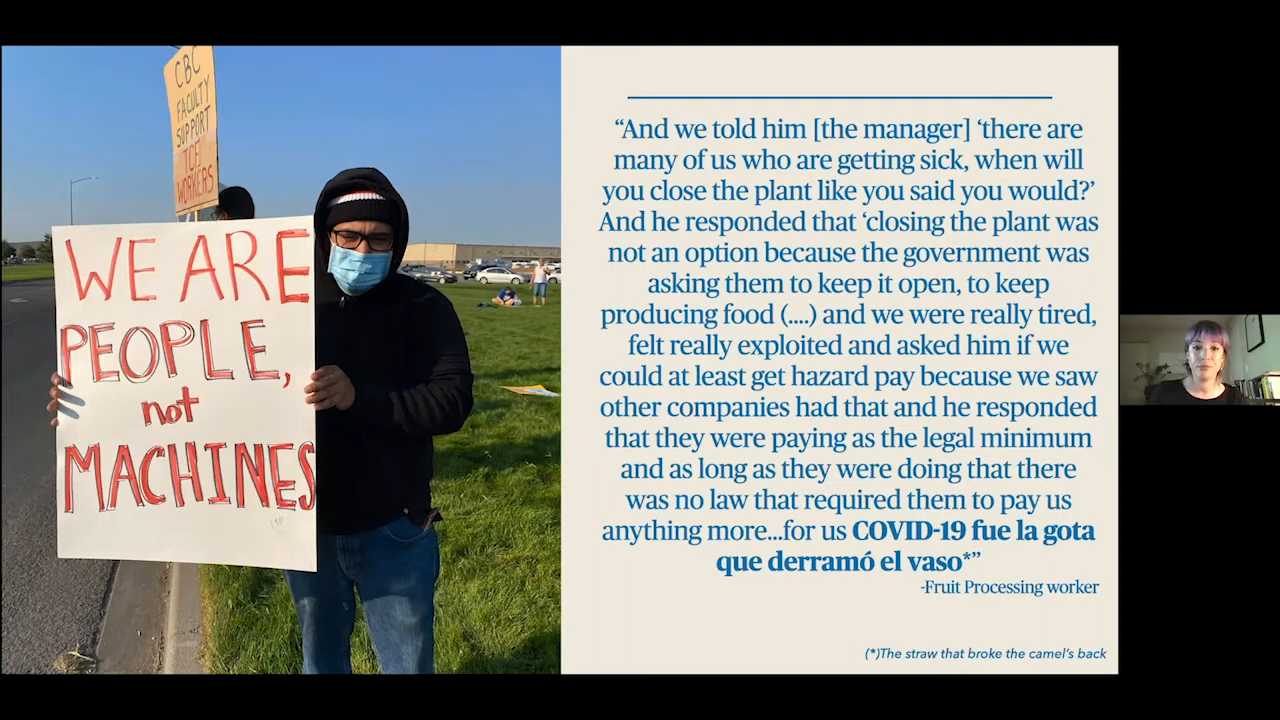 CBC
FACULTY
SUPPORT
TCF
WORKERS
WE ARE
PEOPLE,
not
MACHINES
“And we told him [the manager] ‘there are
many of us who are getting sick, when will
you close the plant like you said you would?’
And he responded that ‘closing the plant was
not an option because the government was
asking them to keep it open, to keep
producing food (....) and we were really tired,
felt really exploited and asked him if we
could at least get hazard pay because we saw
other companies had that and he responded
that they were paying as the legal minimum
and as long as they were doing that there
was no law that required them to pay us
anything more...for us COVID-19 fue la gota
que derramó el vaso*”
-Fruit Processing worker
(*)The straw that broke the camel’s back